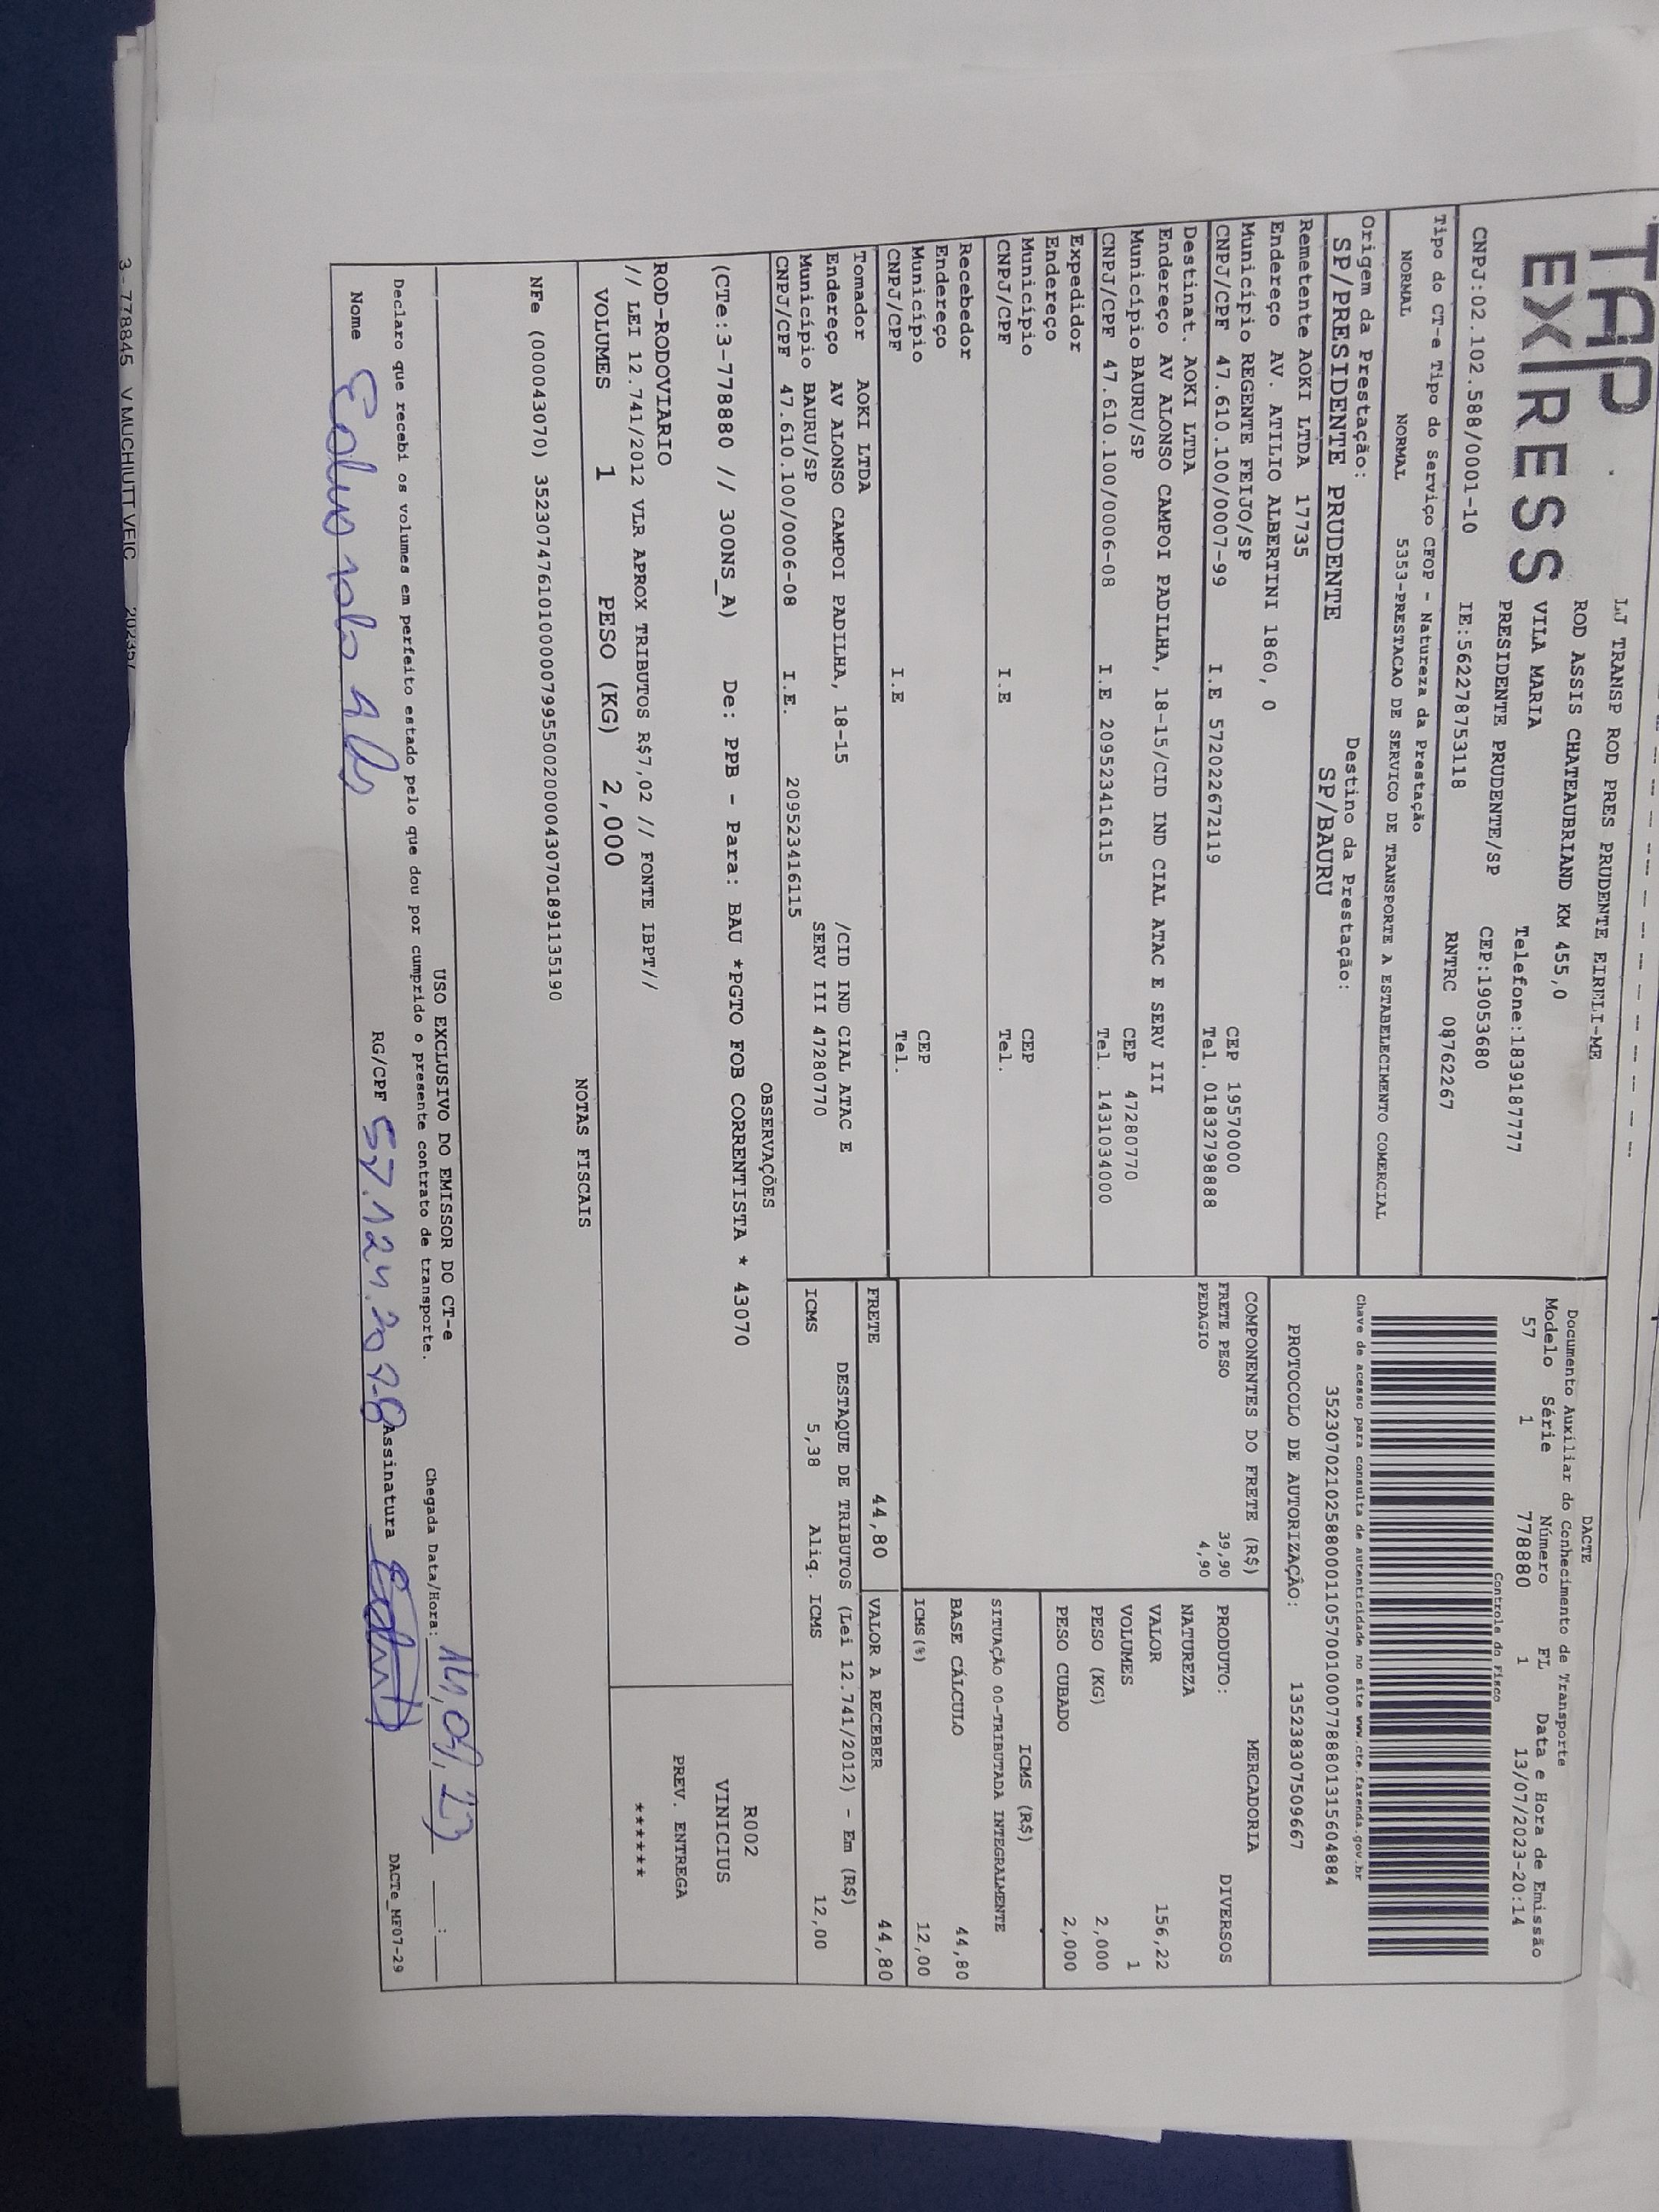 TAP
EXPRESS
LJ TRANSP ROD PRES PRUDENTE EIRELI-ME
ROD ASSIS CHATEAUBRIAND KM 455,0
VILA MARIA Telefone:1839187777
PRESIDENTE PRUDENTE/SP CEP:19053680
CNPJ:02.102.588/0001-10 IE:562278753118 RNTRC 08762267
Tipo do CT-e Tipo do Serviço CFOP - Natureza da Prestação
NORMAL NORMAL 5353-PRESTACAO DE SERVICO DE TRANSPORTE A ESTABELECIMENTO COMERCIAL
Origem da Prestação: Destino da Prestação:
SP/PRESIDENTE PRUDENTE SP/BAURU
Remetente AOKI LTDA 17735
Endereço AV. ATILIO ALBERTINI 1860, 0
Município REGENTE FEIJO/SP CEP 19570000
CNPJ/CPF 47.610.100/0007-99 I.E 572022672119 Tel. 01832798888
Destinat. AOKI LTDA
Endereço AV ALONSO CAMPOI PADILHA, 18-15/CID IND CIAL ATAC E SERV III
Município BAURU/SP CEP 47280770
CNPJ/CPF 47.610.100/0006-08 I.E 209523416115 Tel. 1431034000
Expedidor
Endereço
Município CEP
CNPJ/CPF I.E Tel.
Recebedor
Endereço
Município CEP
CNPJ/CPF I.E Tel.
Tomador AOKI LTDA
Endereço AV ALONSO CAMPOI PADILHA, 18-15 /CID IND CIAL ATAC E
Município BAURU/SP SERV III 47280770
CNPJ/CPF 47.610.100/0006-08 I.E. 209523416115
DACTE
Documento Auxiliar do Conhecimento de Transporte
Modelo Série Número FL Data e Hora de Emissão
57 1 778880 1 13/07/2023-20:14
Controle do Fisco
Chave de acesso para consulta de autenticidade no site www.cte.fazenda.gov.br
35230702102588000110570010007788801315604884
PROTOCOLO DE AUTORIZAÇÃO: 135238307509667
COMPONENTES DO FRETE (R$)
FRETE PESO 39,90
PEDAGIO 4,90
MERCADORIA
PRODUTO: DIVERSOS
NATUREZA
VALOR 156,22
VOLUMES 1
PESO (KG) 2,000
PESO CUBADO 2,000
ICMS (R$)
SITUAÇÃO 00-TRIBUTADA INTEGRALMENTE
BASE CÁLCULO 44,80
ICMS(%) 12,00
FRETE 44,80 VALOR A RECEBER 44,80
DESTAQUE DE TRIBUTOS (Lei 12.741/2012) - Em (R$)
ICMS 5,38 Aliq. ICMS 12,00
OBSERVAÇÕES
(CTe:3-778880 // 300NS_A) De: PPB - Para: BAU *PGTO FOB CORRENTISTA * 43070
ROD-RODOVIARIO
// LEI 12.741/2012 VLR APROX TRIBUTOS R$7,02 // FONTE IBPT//
R002
VINICIUS
PREV. ENTREGA
******
VOLUMES 1 PESO (KG) 2,000
NOTAS FISCAIS
NFe (000043070) 35230747610100000799550020000430701891135190
USO EXCLUSIVO DO EMISSOR DO CT-e
Declaro que recebi os volumes em perfeito estado pelo que dou por cumprido o presente contrato de transporte.
Chegada Data/Hora: :
Nome RG/CPF Assinatura
DACTe_MF07-29
3 - 778845 V MUCHIUTT VEIC 202357